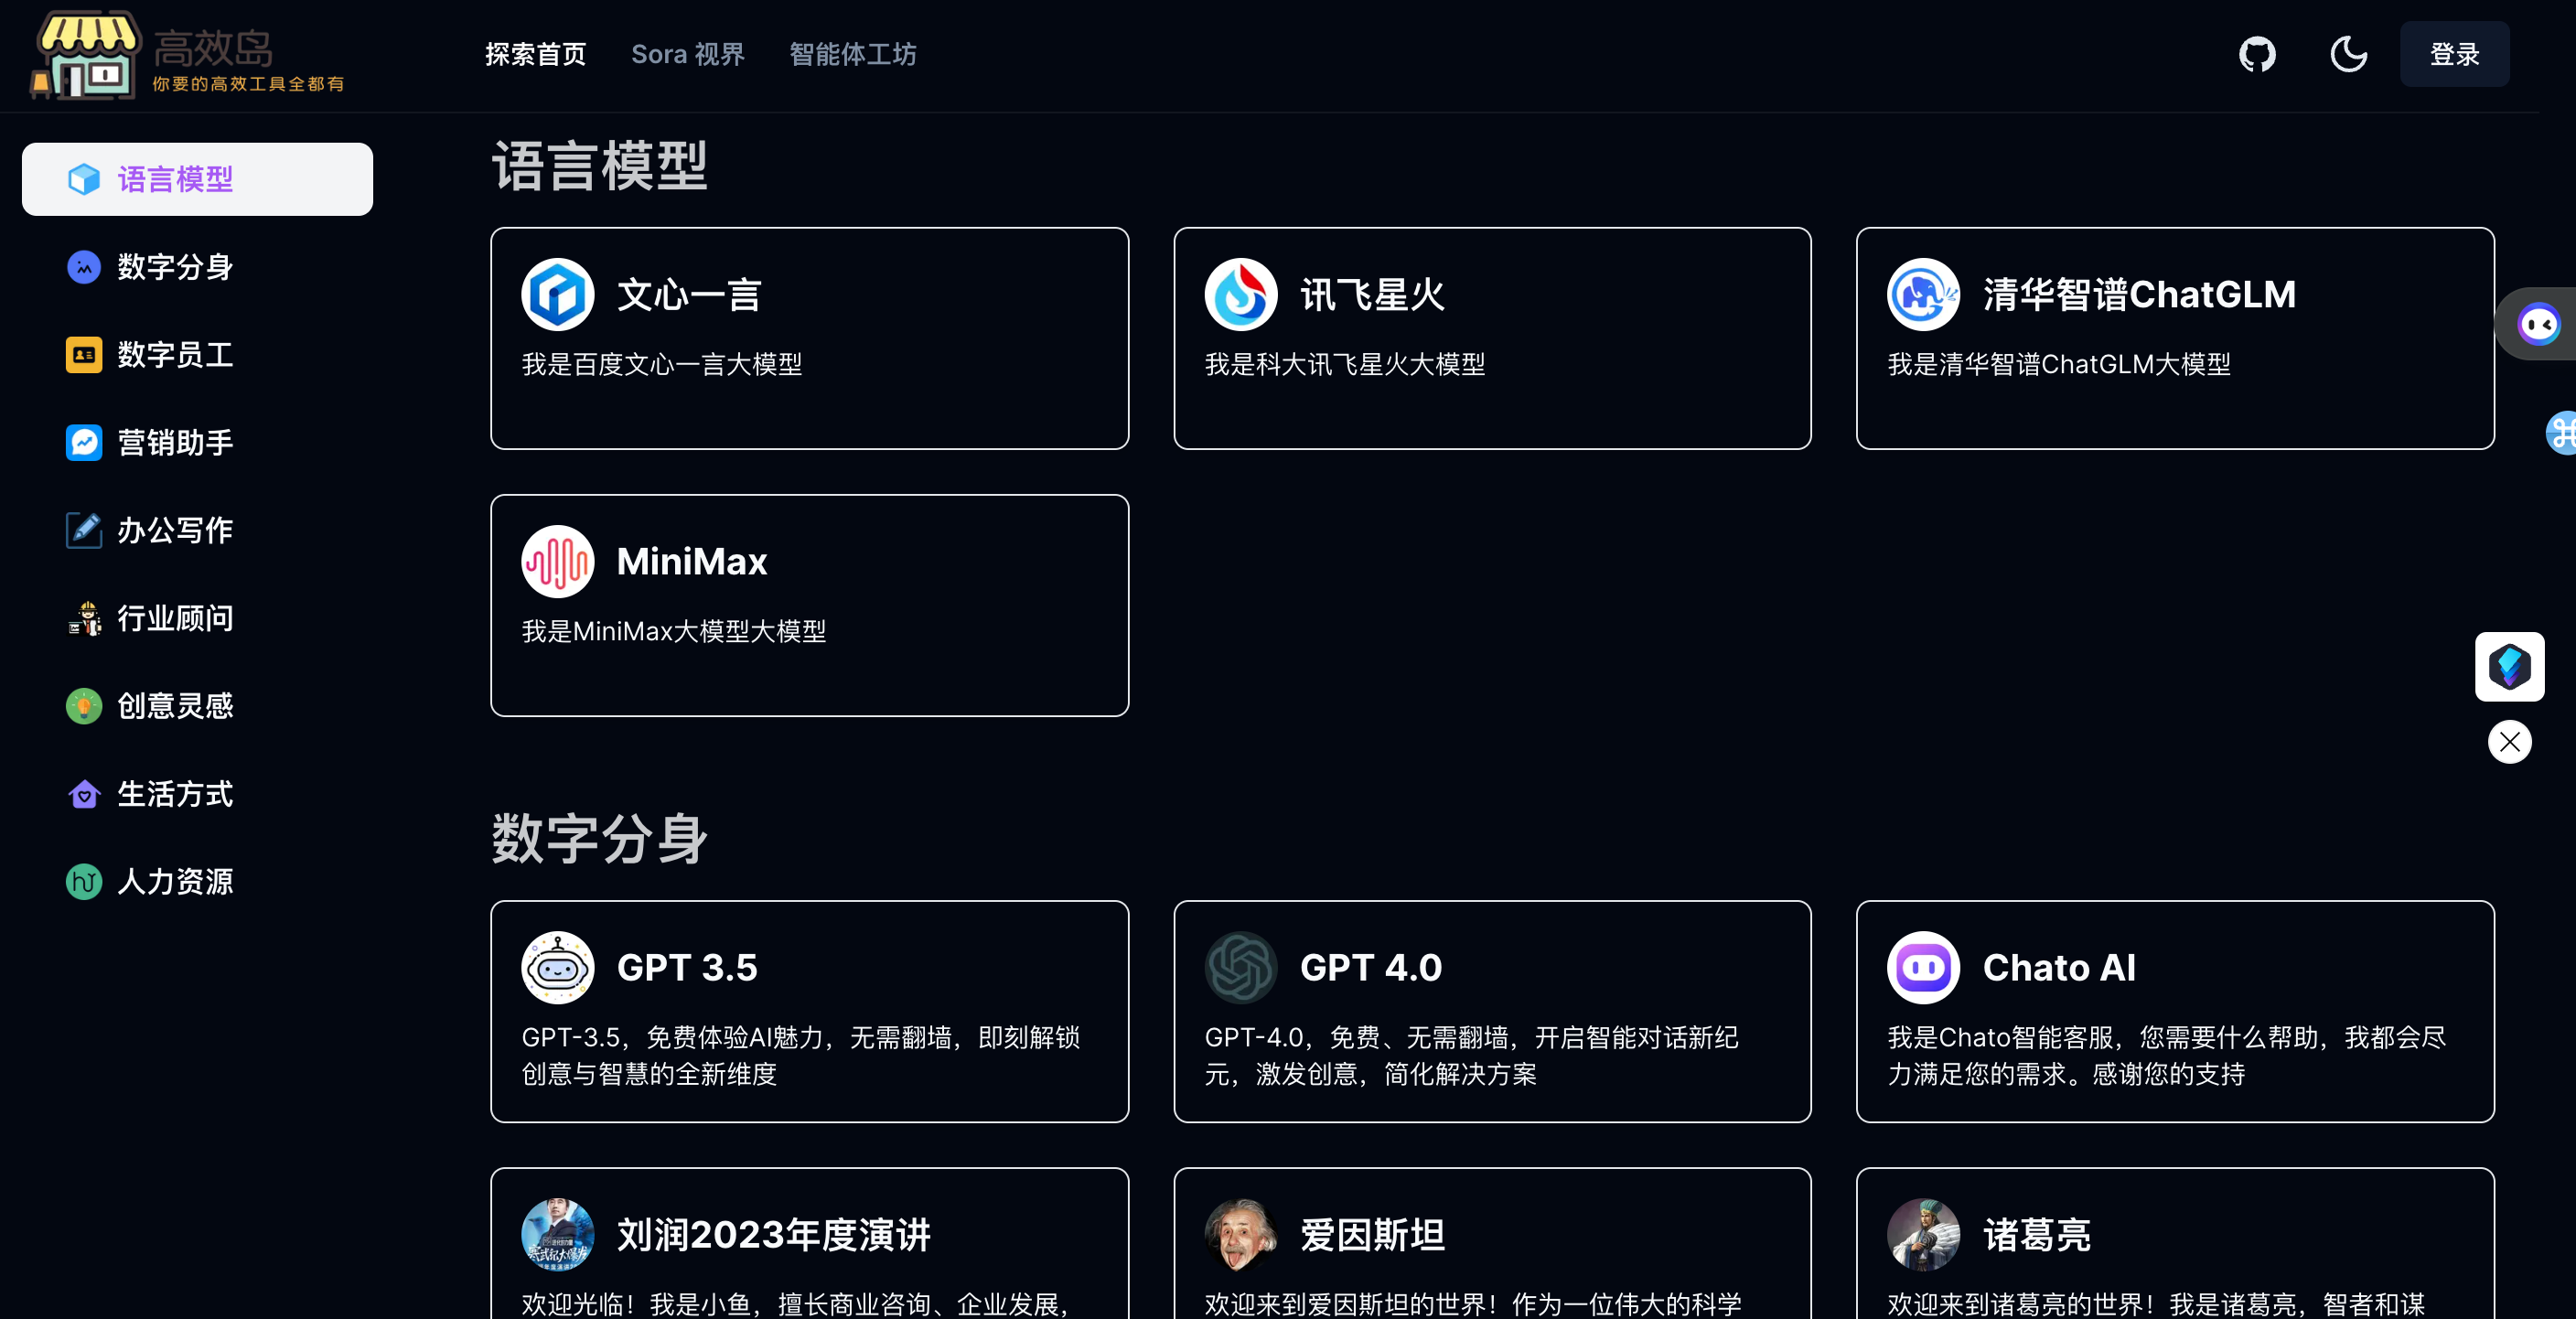 高效岛
你要的高效工具全都有
探索首页
Sora 视界
智能体工坊
登录
语言模型
数字分身
数字员工
营销助手
办公写作
行业顾问
创意灵感
生活方式
人力资源
语言模型
文心一言
我是百度文心一言大模型
讯飞星火
我是科大讯飞星火大模型
清华智谱ChatGLM
我是清华智谱ChatGLM大模型
MiniMax
我是MiniMax大模型大模型
数字分身
GPT 3.5
GPT-3.5，免费体验AI魅力，无需翻墙，即刻解锁
创意与智慧的全新维度
GPT 4.0
GPT-4.0，免费、无需翻墙，开启智能对话新纪
元，激发创意，简化解决方案
Chato AI
我是Chato智能客服，您需要什么帮助，我都会尽
力满足您的需求。感谢您的支持
刘润2023年度演讲
欢迎光临！我是小鱼，擅长商业咨询、企业发展，
爱因斯坦
欢迎来到爱因斯坦的世界！作为一位伟大的科学
诸葛亮
欢迎来到诸葛亮的世界！我是诸葛亮，智者和谋